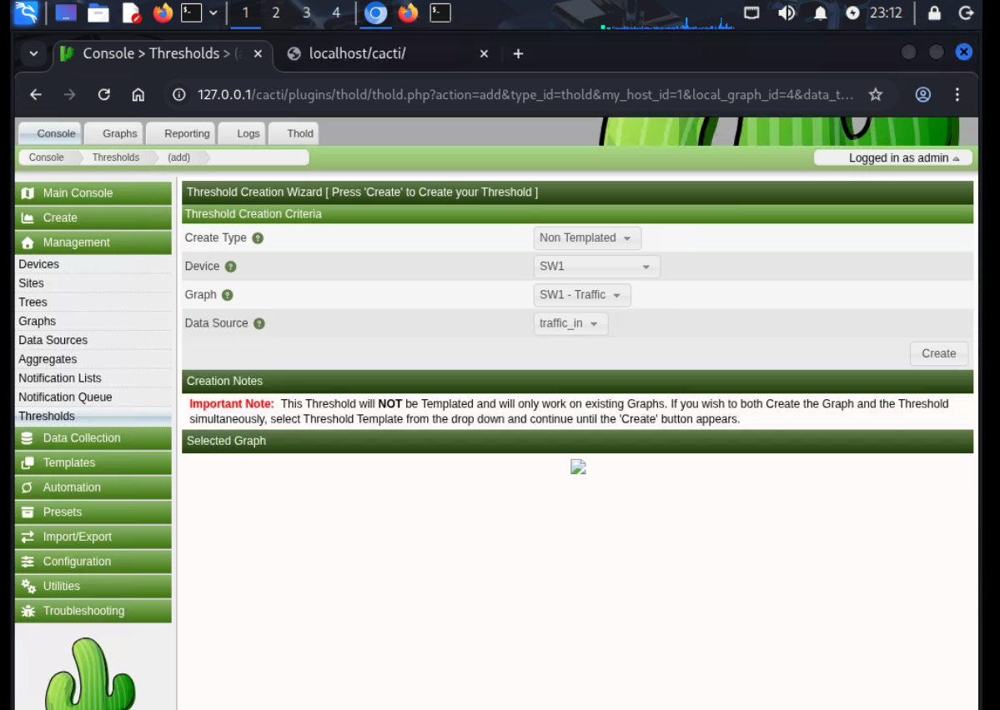 1 2 3 4 23:12
Console > Thresholds > (
localhost/cacti/
127.0.0.1/cacti/plugins/thold/thold.php?action=add&type_id=thold&my_host_id=1&local_graph_id=4&data_t...
Console Graphs Reporting Logs Thold
Console Thresholds (add) Logged in as admin
Main Console
Create
Management
Devices
Sites
Trees
Graphs
Data Sources
Aggregates
Notification Lists
Notification Queue
Thresholds
Data Collection
Templates
Automation
Presets
Import/Export
Configuration
Utilities
Troubleshooting
Threshold Creation Wizard [ Press 'Create' to Create your Threshold ]
Threshold Creation Criteria
Create Type Non Templated
Device SW1
Graph SW1 - Traffic
Data Source traffic_in
Create
Creation Notes
Important Note: This Threshold will NOT be Templated and will only work on existing Graphs. If you wish to both Create the Graph and the Threshold
simultaneously, select Threshold Template from the drop down and continue until the 'Create' button appears.
Selected Graph